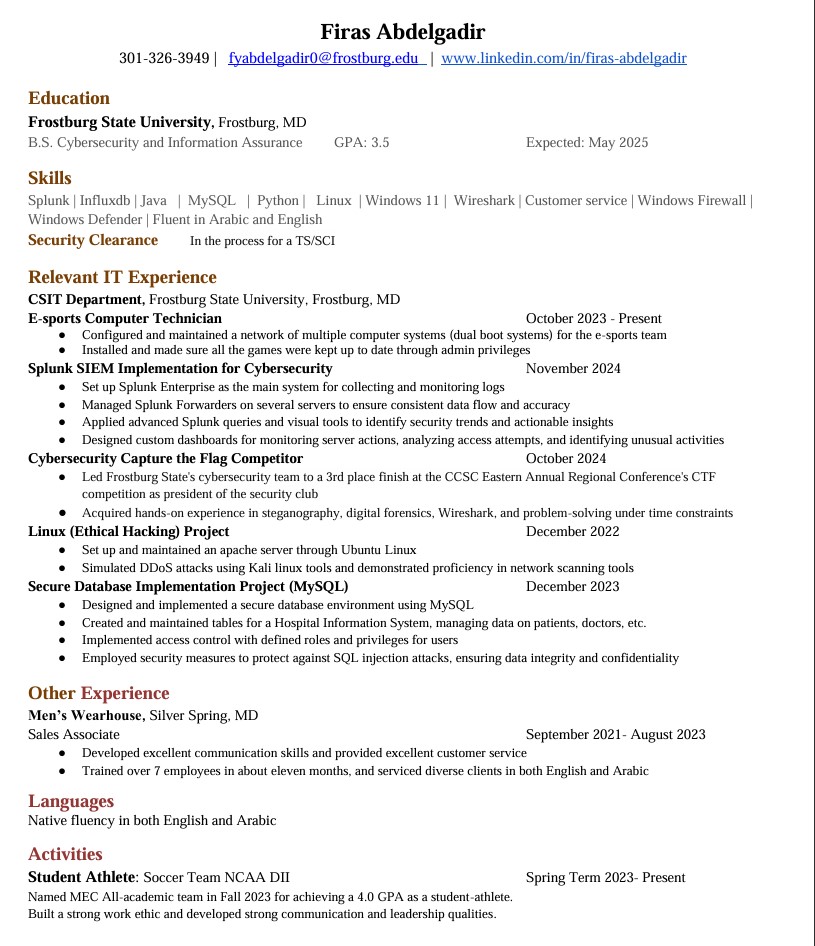 Firas Abdelgadir
301-326-3949 | fyabdelgadir0@frostburg.edu | www.linkedin.com/in/firas-abdelgadir
Education
Frostburg State University, Frostburg, MD
B.S. Cybersecurity and Information Assurance GPA: 3.5 Expected: May 2025
Skills
Splunk | Influxdb | Java | MySQL | Python | Linux | Windows 11 | Wireshark | Customer service | Windows Firewall |
Windows Defender | Fluent in Arabic and English
Security Clearance In the process for a TS/SCI
Relevant IT Experience
CSIT Department, Frostburg State University, Frostburg, MD
E-sports Computer Technician October 2023 - Present
● Configured and maintained a network of multiple computer systems (dual boot systems) for the e-sports team
● Installed and made sure all the games were kept up to date through admin privileges
Splunk SIEM Implementation for Cybersecurity November 2024
● Set up Splunk Enterprise as the main system for collecting and monitoring logs
● Managed Splunk Forwarders on several servers to ensure consistent data flow and accuracy
● Applied advanced Splunk queries and visual tools to identify security trends and actionable insights
● Designed custom dashboards for monitoring server actions, analyzing access attempts, and identifying unusual activities
Cybersecurity Capture the Flag Competitor October 2024
● Led Frostburg State's cybersecurity team to a 3rd place finish at the CCSC Eastern Annual Regional Conference's CTF
competition as president of the security club
● Acquired hands-on experience in steganography, digital forensics, Wireshark, and problem-solving under time constraints
Linux (Ethical Hacking) Project December 2022
● Set up and maintained an apache server through Ubuntu Linux
● Simulated DDoS attacks using Kali linux tools and demonstrated proficiency in network scanning tools
Secure Database Implementation Project (MySQL) December 2023
● Designed and implemented a secure database environment using MySQL
● Created and maintained tables for a Hospital Information System, managing data on patients, doctors, etc.
● Implemented access control with defined roles and privileges for users
● Employed security measures to protect against SQL injection attacks, ensuring data integrity and confidentiality
Other Experience
Men's Wearhouse, Silver Spring, MD
Sales Associate September 2021- August 2023
● Developed excellent communication skills and provided excellent customer service
● Trained over 7 employees in about eleven months, and serviced diverse clients in both English and Arabic
Languages
Native fluency in both English and Arabic
Activities
Student Athlete: Soccer Team NCAA DII Spring Term 2023- Present
Named MEC All-academic team in Fall 2023 for achieving a 4.0 GPA as a student-athlete.
Built a strong work ethic and developed strong communication and leadership qualities.